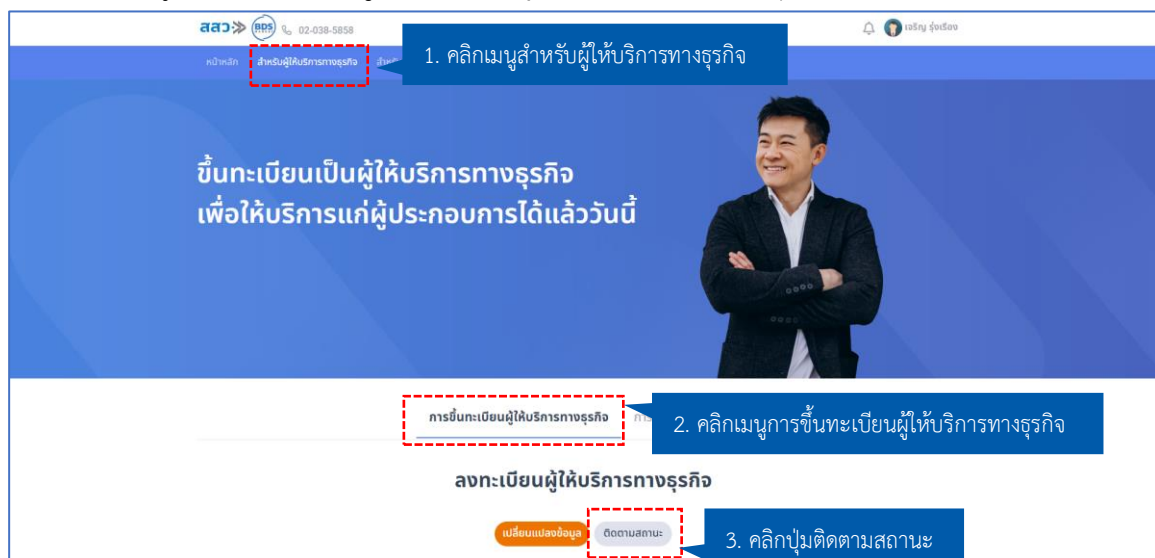 สสว BDS 02-038-5858
เจริญ รุ่งเรือง
หน้าหลัก สำหรับผู้ให้บริการทางธุรกิจ
1. คลิกเมนูสำหรับผู้ให้บริการทางธุรกิจ
ขึ้นทะเบียนเป็นผู้ให้บริการทางธุรกิจ
เพื่อให้บริการแก่ผู้ประกอบการได้แล้ววันนี้
การขึ้นทะเบียนผู้ให้บริการทางธุรกิจ
2. คลิกเมนูการขึ้นทะเบียนผู้ให้บริการทางธุรกิจ
ลงทะเบียนผู้ให้บริการทางธุรกิจ
เปลี่ยนแปลงข้อมูล ติดตามสถานะ
3. คลิกปุ่มติดตามสถานะ